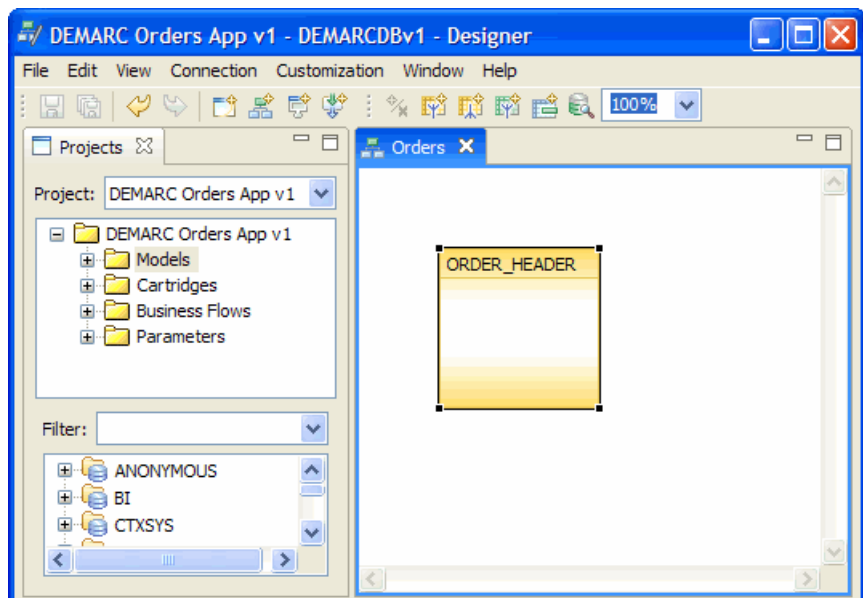 DEMARC Orders App v1 - DEMARCDBv1 - Designer
File Edit View Connection Customization Window Help
100%
Projects
Orders
Project: DEMARC Orders App v1
DEMARC Orders App v1
Models
Cartridges
Business Flows
Parameters
ORDER_HEADER
Filter:
ANONYMOUS
BI
CTXSYS